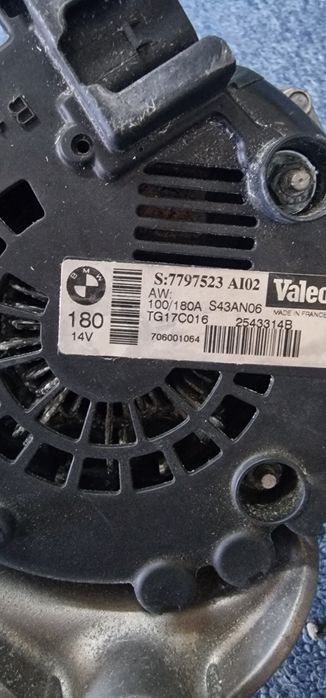 B
BMW
S:7797523 AI02
AW:
100/180A S43AN06
TG17C016 2543314B
706001064
180
14V
Valeo
MADE IN FRANCE